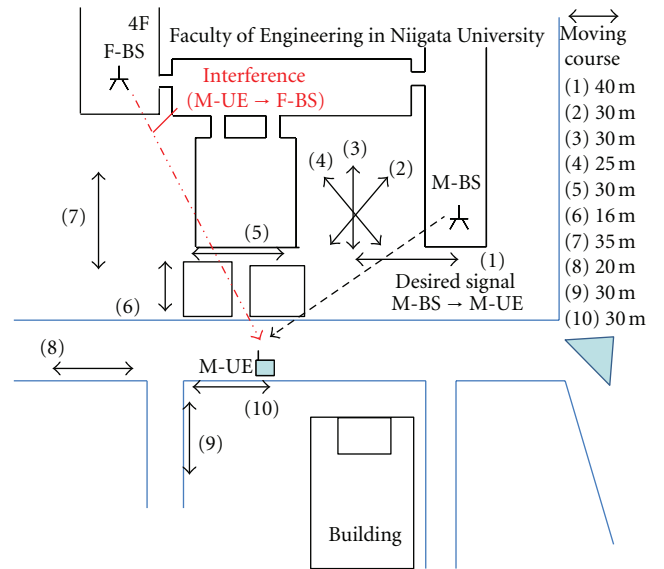 4F
F-BS
Faculty of Engineering in Niigata University
Interference
(M-UE → F-BS)
(4)
(3)
(2)
M-BS
(7)
(5)
(1)
(6)
Desired signal
M-BS → M-UE
(8)
M-UE
(10)
(9)
Building
Moving
course
(1) 40 m
(2) 30 m
(3) 30 m
(4) 25 m
(5) 30 m
(6) 16 m
(7) 35 m
(8) 20 m
(9) 30 m
(10) 30 m